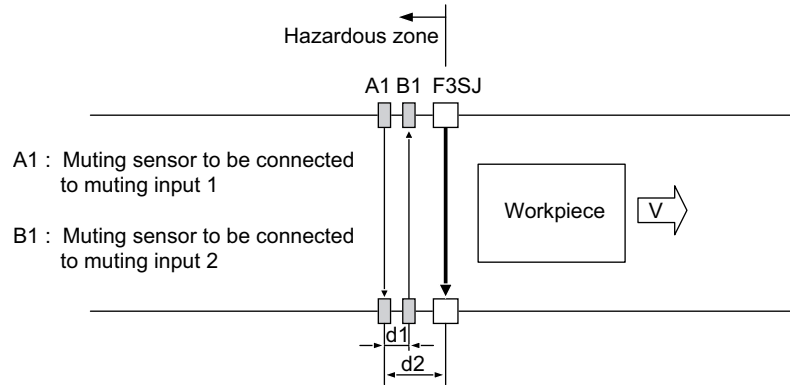 Hazardous zone
A1 B1 F3SJ
A1 : Muting sensor to be connected
to muting input 1
B1 : Muting sensor to be connected
to muting input 2
Workpiece
V
d1
d2